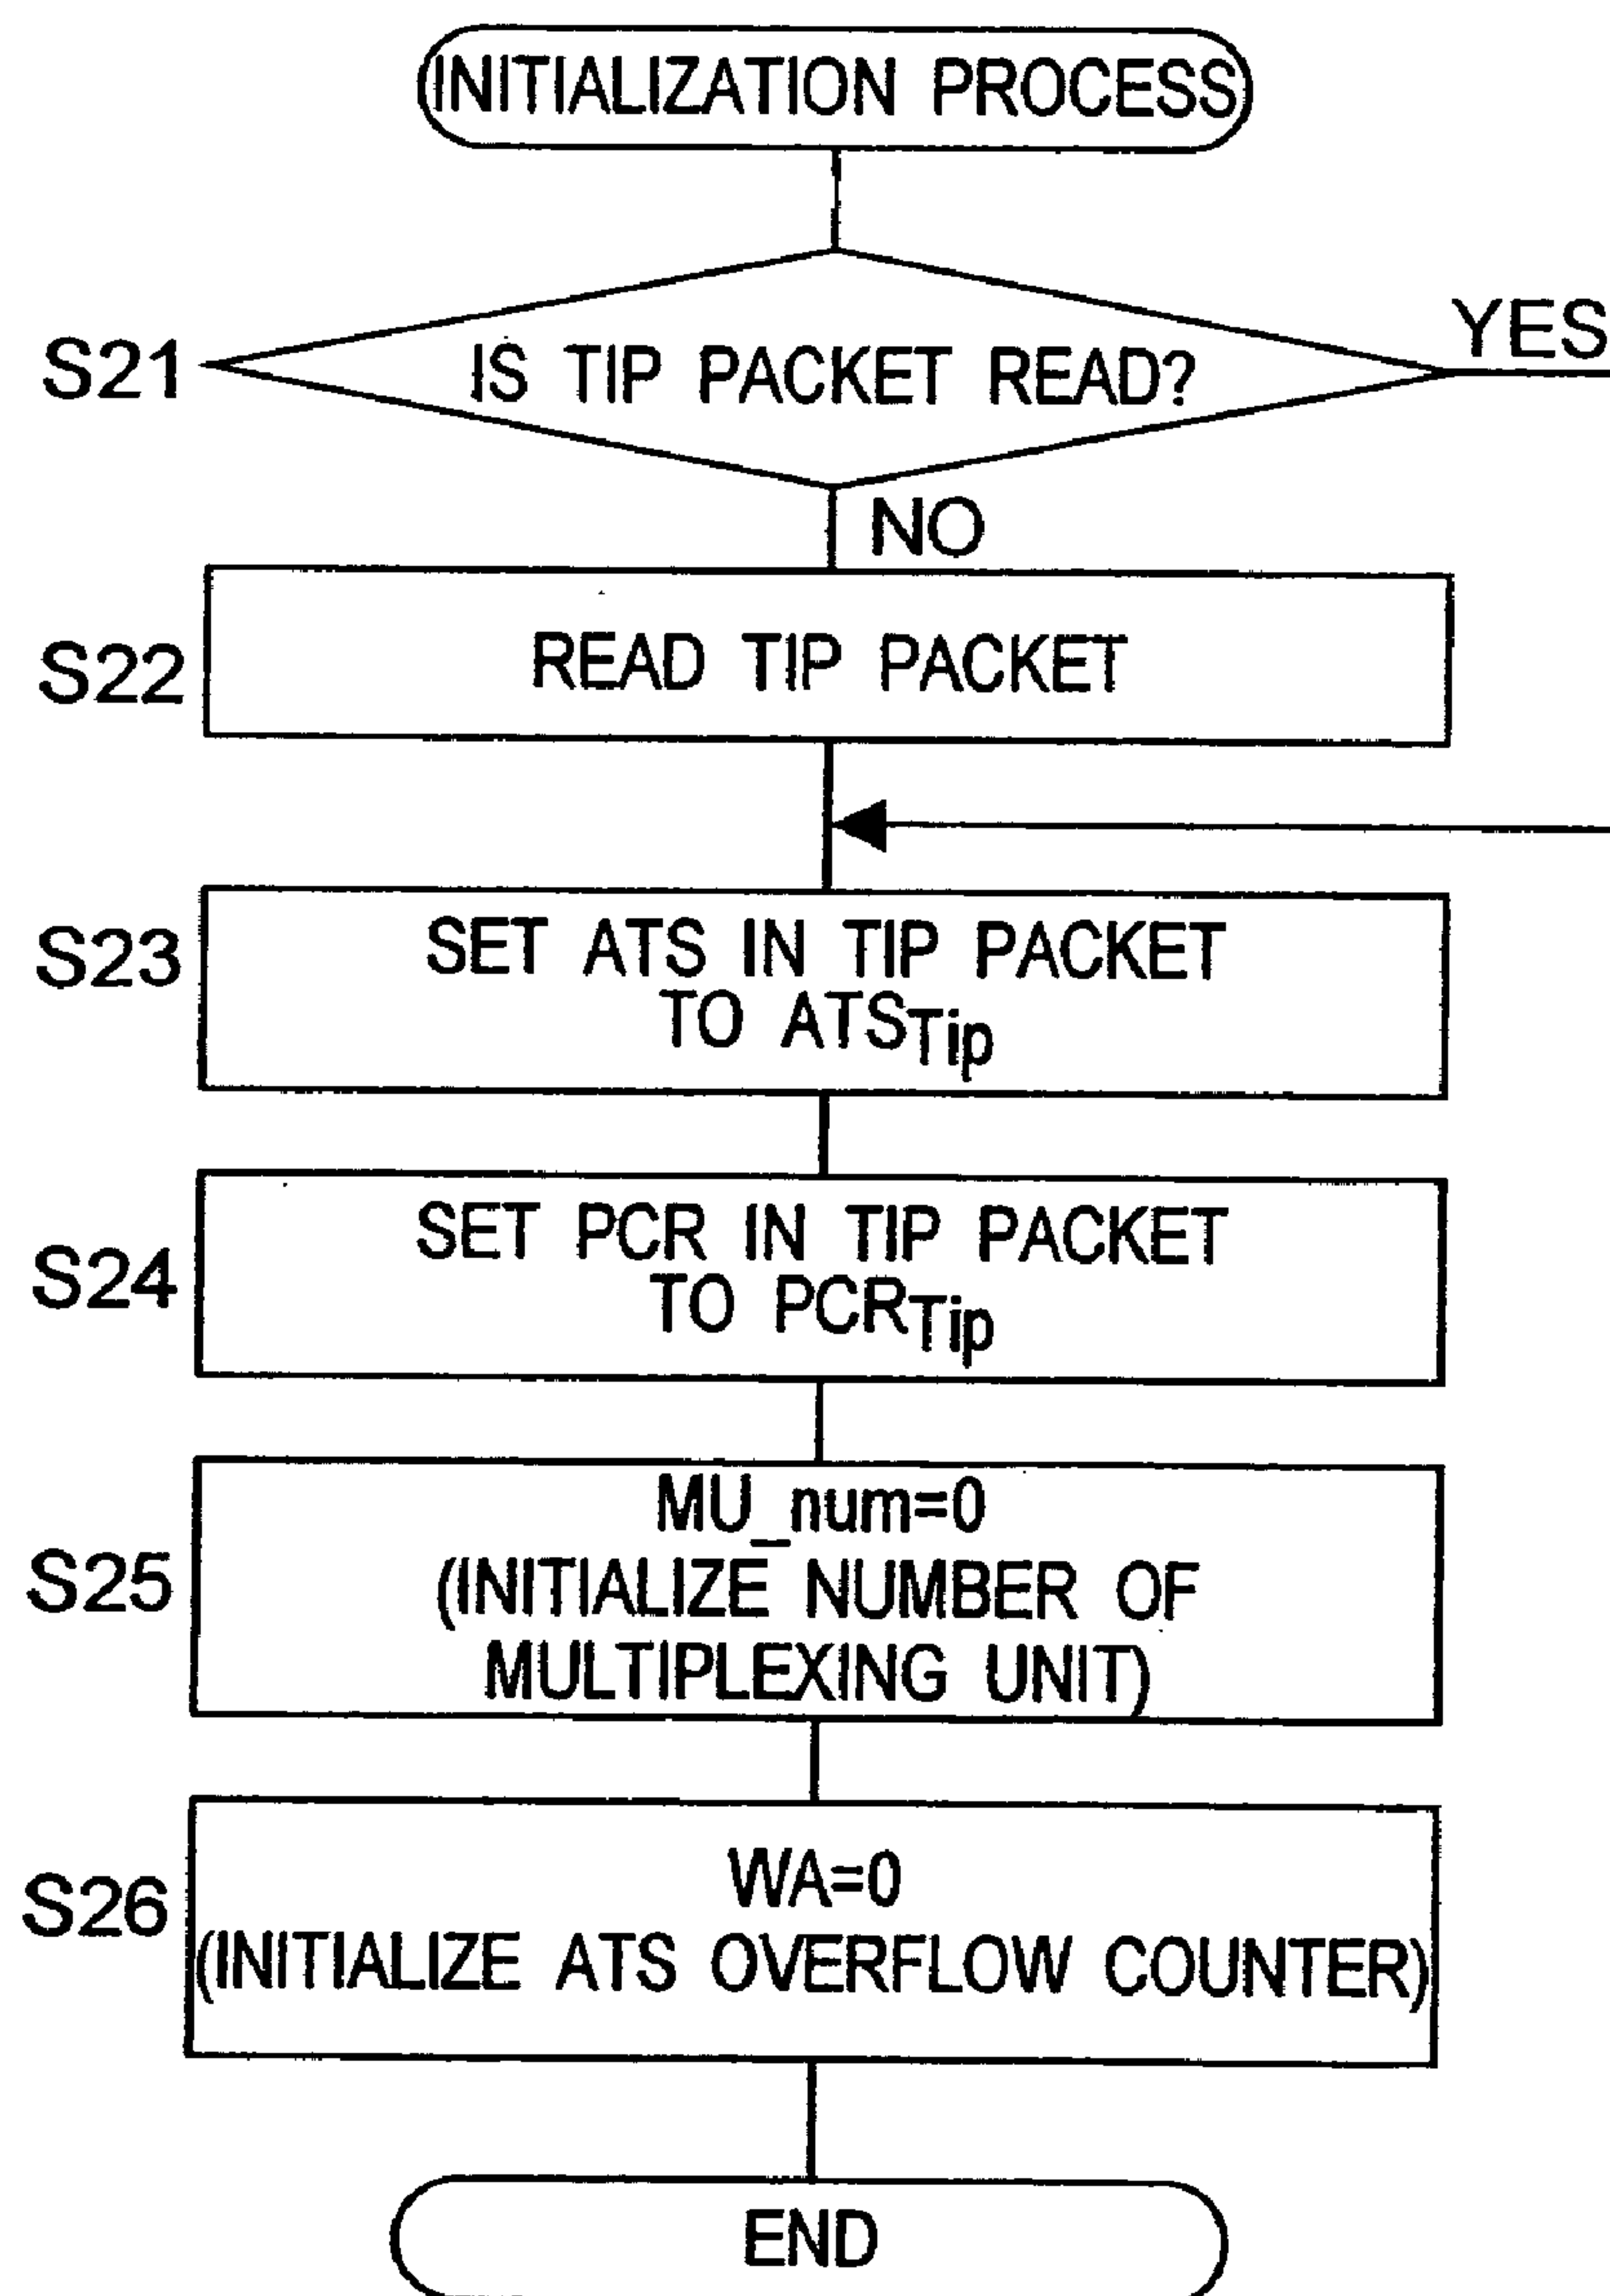 INITIALIZATION PROCESS
S21
IS TIP PACKET READ?
YES
NO
S22
READ TIP PACKET
S23
SET ATS IN TIP PACKET
TO ATSTip
S24
SET PCR IN TIP PACKET
TO PCRTip
S25
MU_num=0
(INITIALIZE NUMBER OF
MULTIPLEXING UNIT)
S26
WA=0
(INITIALIZE ATS OVERFLOW COUNTER)
END